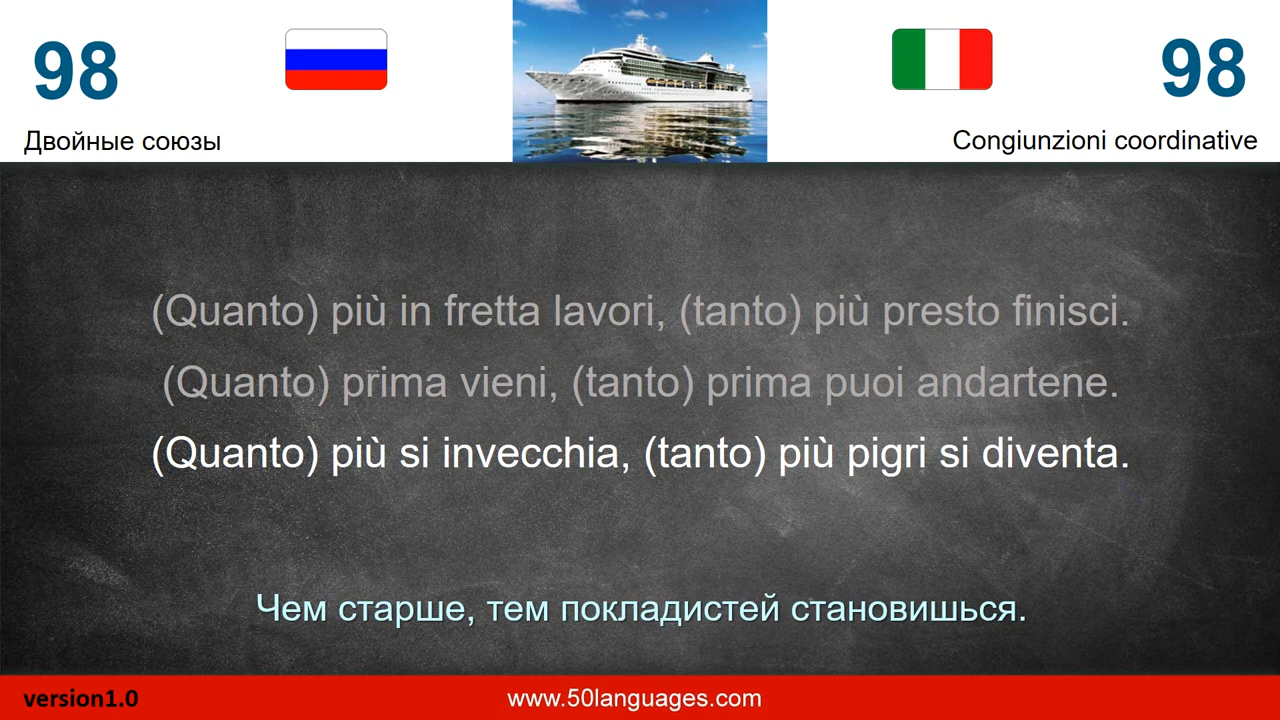 98
98
Двойные союзы
Congiunzioni coordinative
(Quanto) più in fretta lavori, (tanto) più presto finisci.
(Quanto) prima vieni, (tanto) prima puoi andartene.
(Quanto) più si invecchia, (tanto) più pigri si diventa.
Чем старше, тем покладистей становишься.
version1.0
www.50languages.com